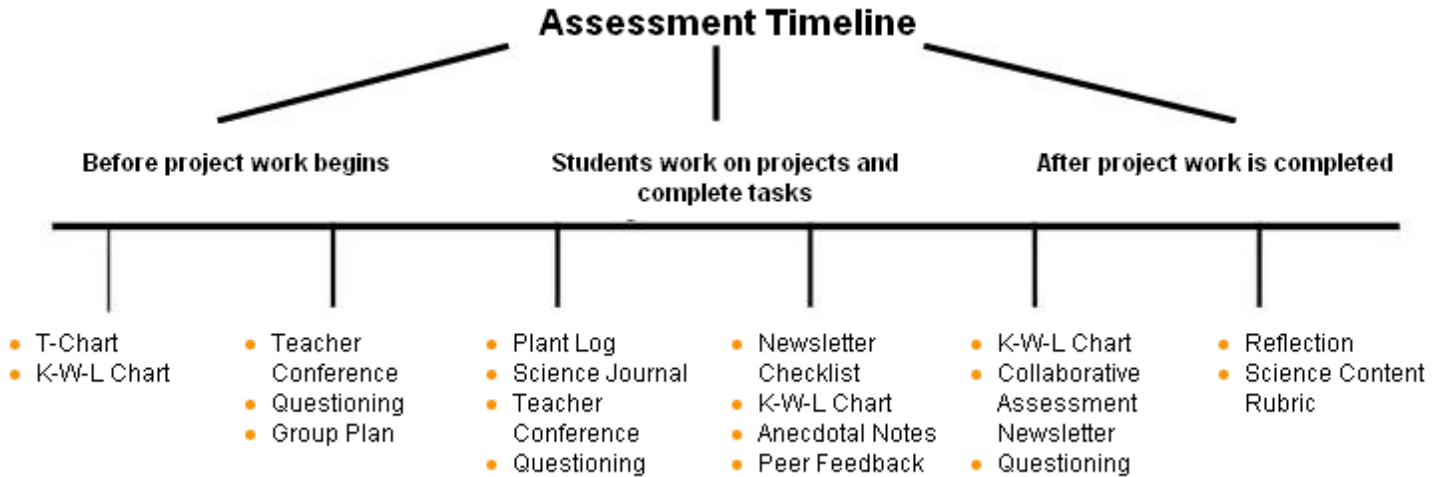 Assessment Timeline
Before project work begins
Students work on projects and
complete tasks
After project work is completed
• T-Chart
• K-W-L Chart
• Teacher
Conference
• Questioning
• Group Plan
• Plant Log
• Science Journal
• Teacher
Conference
• Questioning
• Newsletter
Checklist
• K-W-L Chart
• Anecdotal Notes
• Peer Feedback
• K-W-L Chart
• Collaborative
Assessment
Newsletter
• Questioning
• Reflection
• Science Content
Rubric